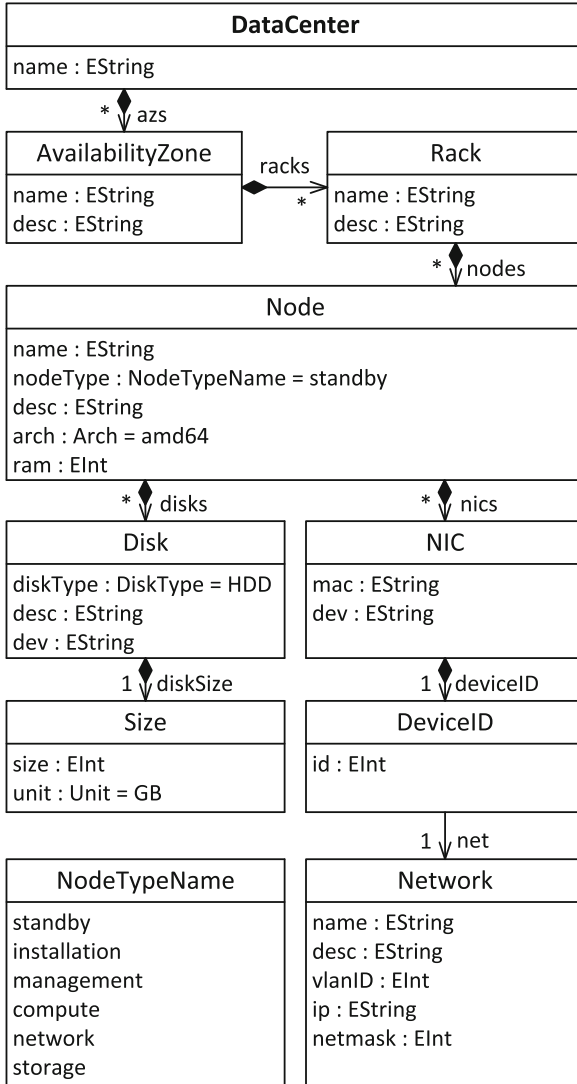 DataCenter
name : EString
* azs
AvailabilityZone
name : EString
desc : EString
racks
*
Rack
name : EString
desc : EString
* nodes
Node
name : EString
nodeType : NodeTypeName = standby
desc : EString
arch : Arch = amd64
ram : EInt
* disks
* nics
Disk
diskType : DiskType = HDD
desc : EString
dev : EString
NIC
mac : EString
dev : EString
1 diskSize
1 deviceID
Size
size : EInt
unit : Unit = GB
DeviceID
id : EInt
1 net
NodeTypeName
standby
installation
management
compute
network
storage
Network
name : EString
desc : EString
vlanID : EInt
ip : EString
netmask : EInt